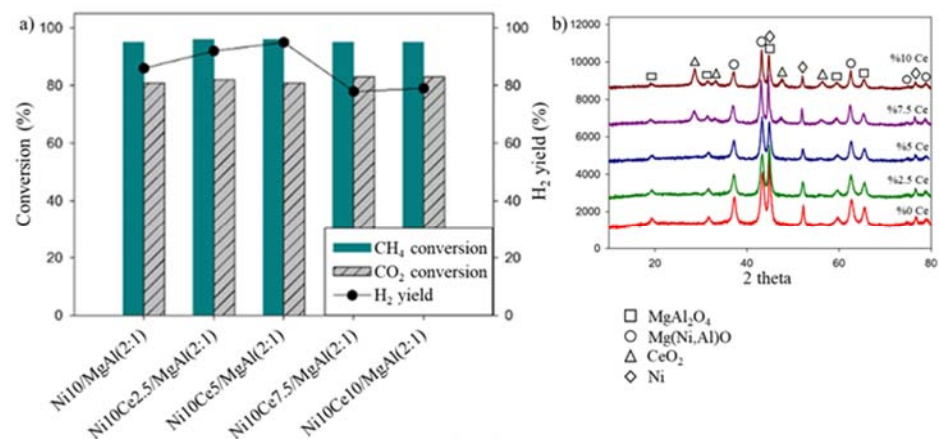 a)
100
80
60
40
20
0
Conversion (%)
100
80
60
40
20
0
H₂ yield (%)
CH₄ conversion
CO₂ conversion
H₂ yield
Ni10/MgAl(2:1)
Ni10Ce2.5/MgAl(2:1)
Ni10Ce5/MgAl(2:1)
Ni10Ce7.5/MgAl(2:1)
Ni10Ce10/MgAl(2:1)
b)
12000
10000
8000
6000
4000
2000
0
%10 Ce
%7.5 Ce
%5 Ce
%2.5 Ce
%0 Ce
20
40
60
80
2 theta
MgAl₂O₄
Mg(Ni,Al)O
CeO₂
Ni